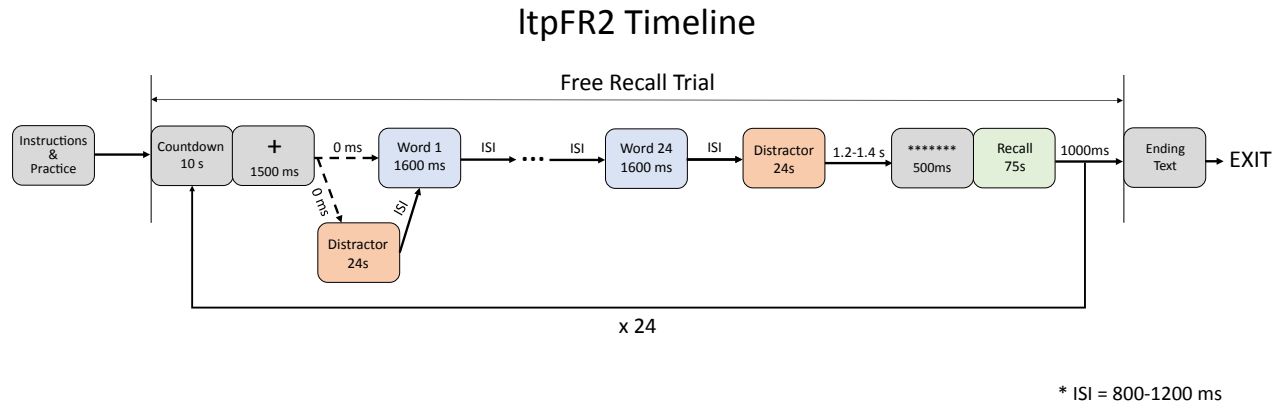 ltpFR2 Timeline
Free Recall Trial
Instructions
&
Practice
Countdown
10 s
+
1500 ms
0 ms
0 ms
Distractor
24s
ISI
Word 1
1600 ms
ISI
...
ISI
Word 24
1600 ms
ISI
Distractor
24s
1.2-1.4 s
*******
500ms
Recall
75s
1000ms
Ending
Text
EXIT
x 24
* ISI = 800-1200 ms